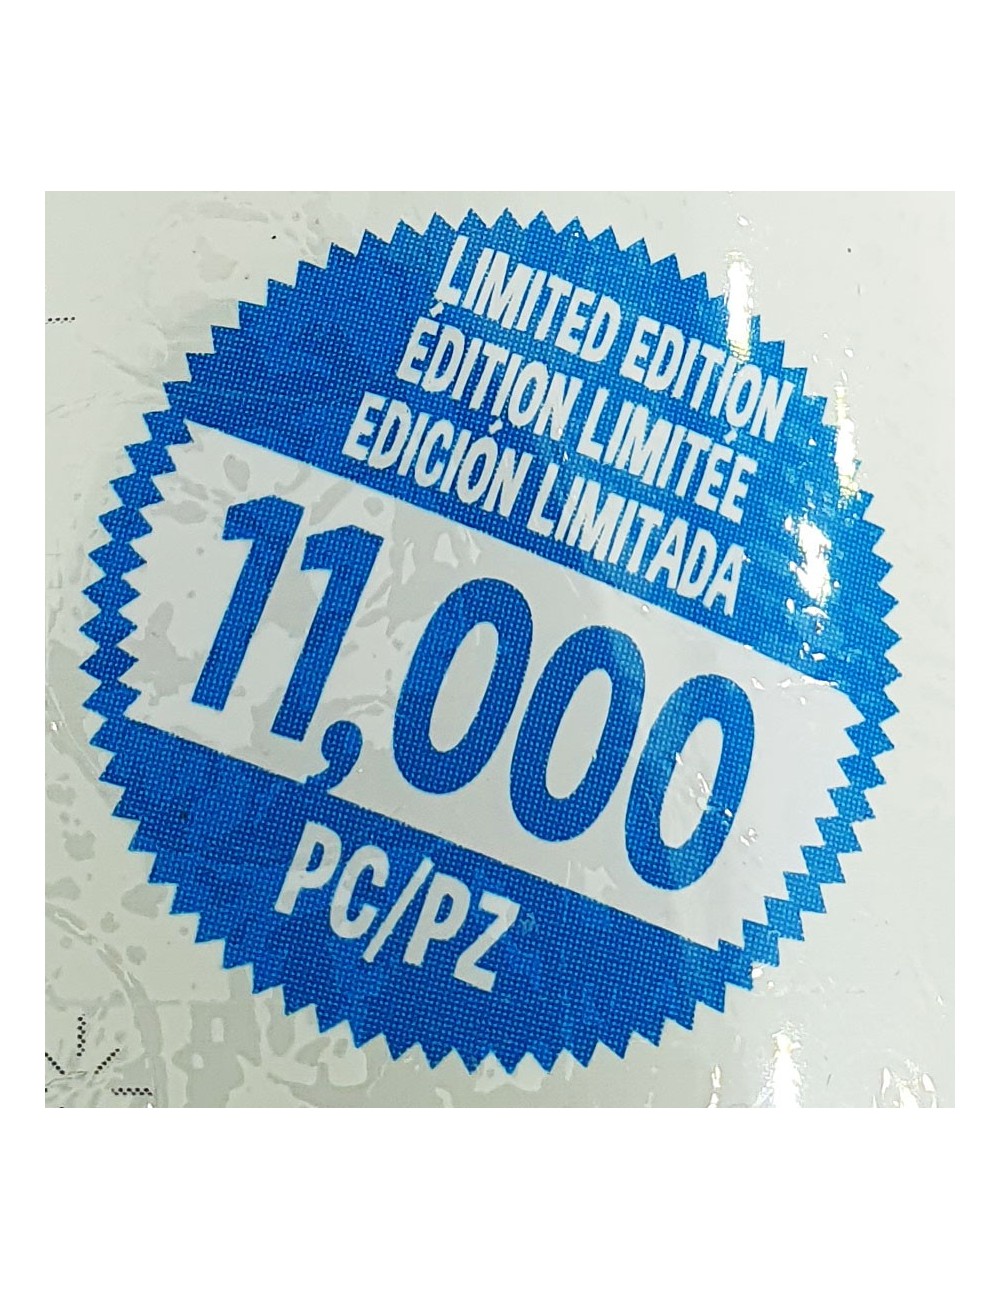 LIMITED EDITION
ÉDITION LIMITÉE
EDICIÓN LIMITADA
11,000
PC/PZ